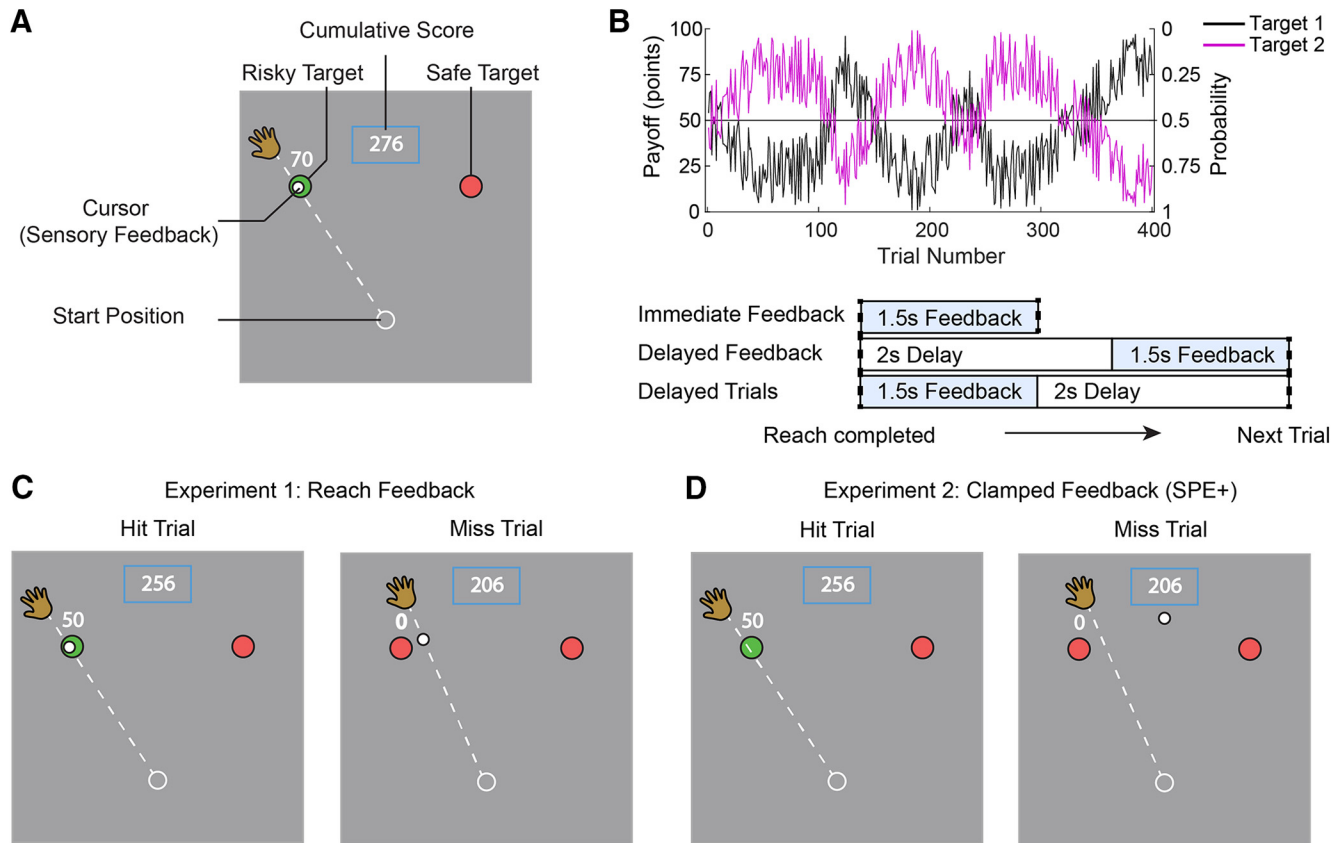 A
Cumulative Score
Risky Target
Safe Target
276
70
Cursor
(Sensory Feedback)
Start Position
B
Target 1
Target 2
100
75
50
25
0
Payoff (points)
0
0.25
0.5
0.75
1
Probability
0
100
200
300
400
Trial Number
Immediate Feedback
1.5s Feedback
Delayed Feedback
2s Delay
1.5s Feedback
Delayed Trials
1.5s Feedback
2s Delay
Reach completed
Next Trial
C
Experiment 1: Reach Feedback
Hit Trial
Miss Trial
256
50
206
0
D
Experiment 2: Clamped Feedback (SPE+)
Hit Trial
Miss Trial
256
50
206
0